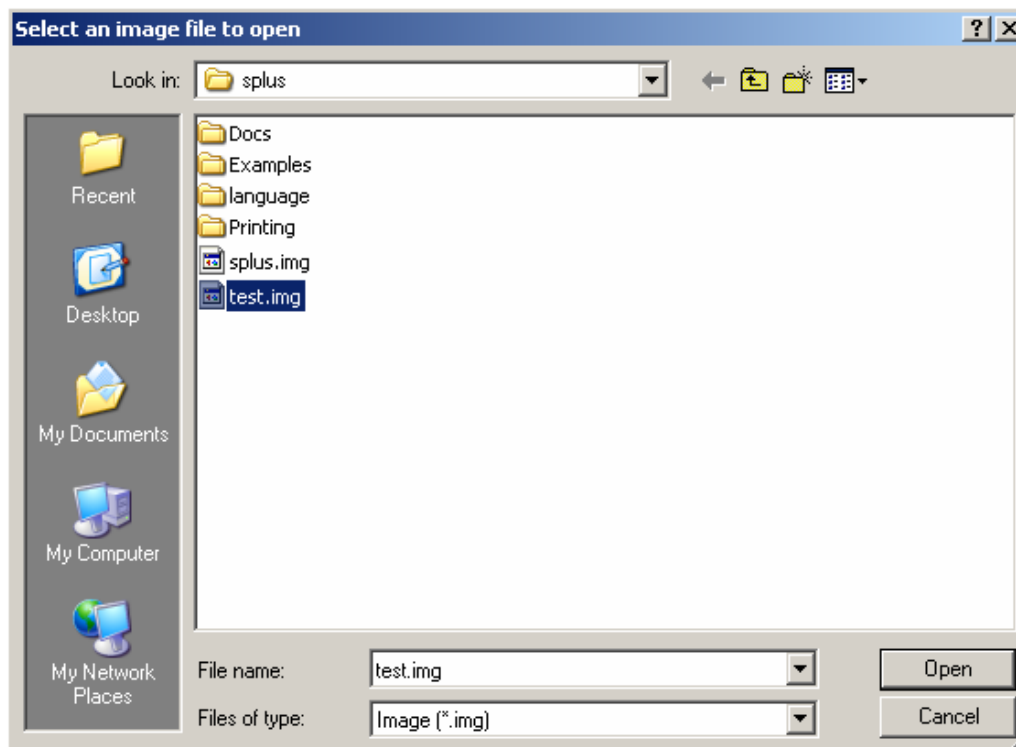 Select an image file to open
Look in: splus
Docs
Examples
language
Printing
splus.img
test.img
Recent
Desktop
My Documents
My Computer
My Network
Places
File name: test.img Open
Files of type: Image (*.img) Cancel